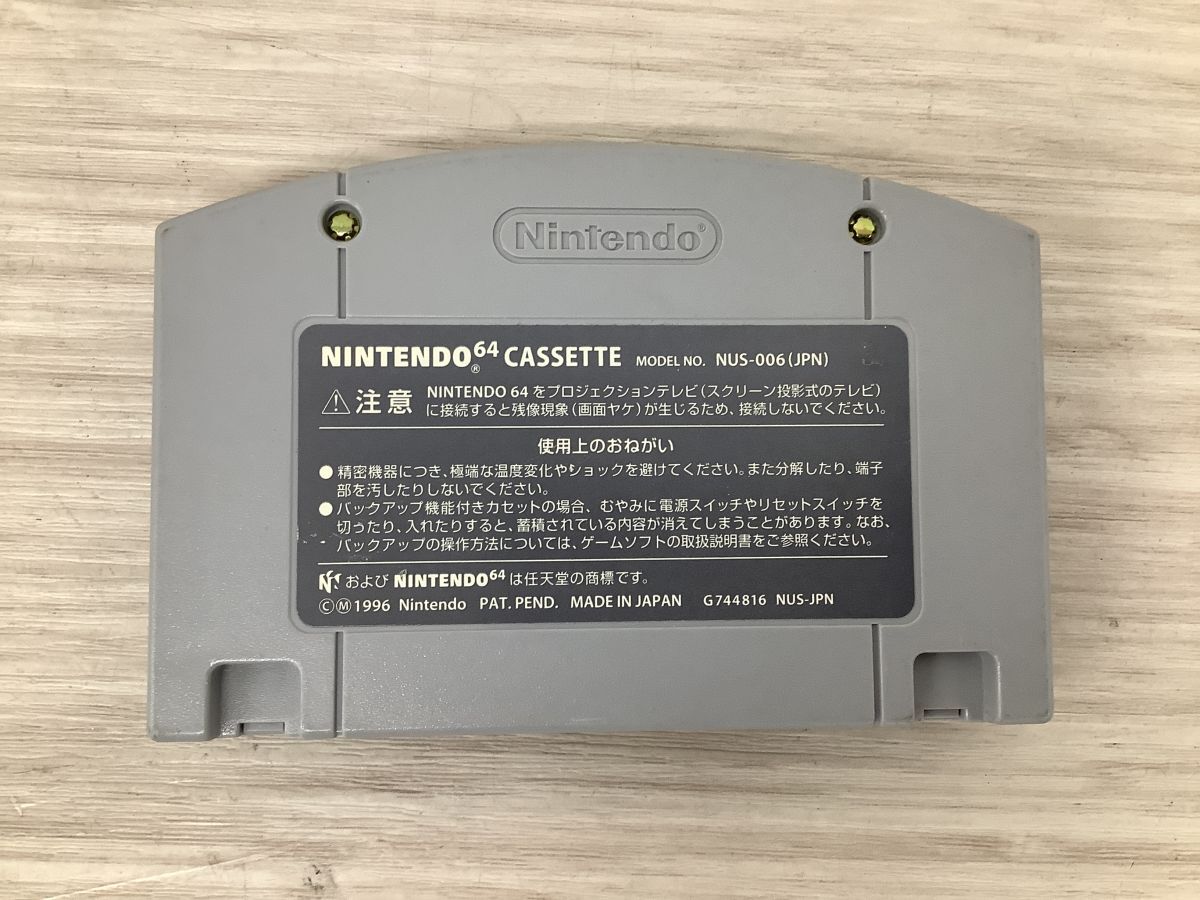 Nintendo®
NINTENDO64® CASSETTE MODEL NO. NUS-006(JPN)
⚠注意 NINTENDO 64をプロジェクションテレビ(スクリーン投影式のテレビ)
に接続すると残像現象(画面ヤケ)が生じるため、接続しないでください。
使用上のおねがい
●精密機器につき、極端な温度変化やショックを避けてください。また分解したり、端子
部を汚したりしないでください。
●バックアップ機能付きカセットの場合、むやみに電源スイッチやリセットスイッチを
切ったり、入れたりすると、蓄積されている内容が消えてしまうことがあります。なお、
バックアップの操作方法については、ゲームソフトの取扱説明書をご参照ください。
N およびNINTENDO64は任天堂の商標です。
ⒸⓂ1996 Nintendo PAT. PEND. MADE IN JAPAN G744816 NUS-JPN